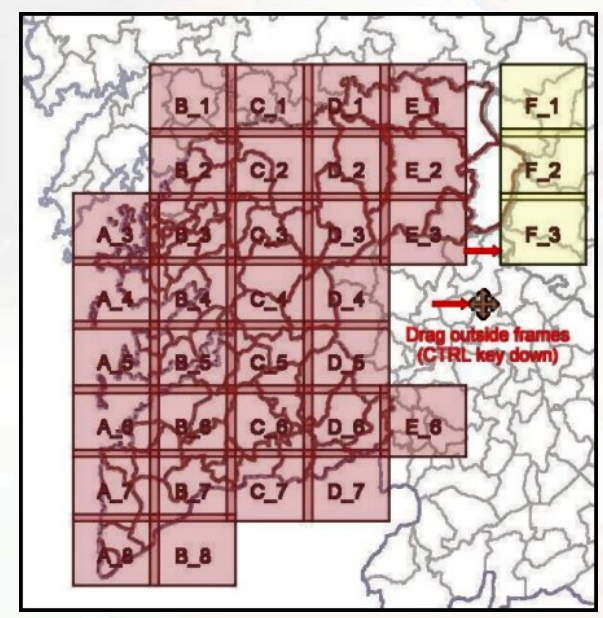 B_1 C_1 D_1 E_1 F_1
B_2 C_2 D_2 E_2 F_2
A_3 B_3 C_3 D_3 E_3 F_3
A_4 B_4 C_4 D_4
Drag outside frames
(CTRL key down)
A_5 B_5 C_5 D_5
A_6 B_6 C_6 D_6 E_6
A_7 B_7 C_7 D_7
A_8 B_8